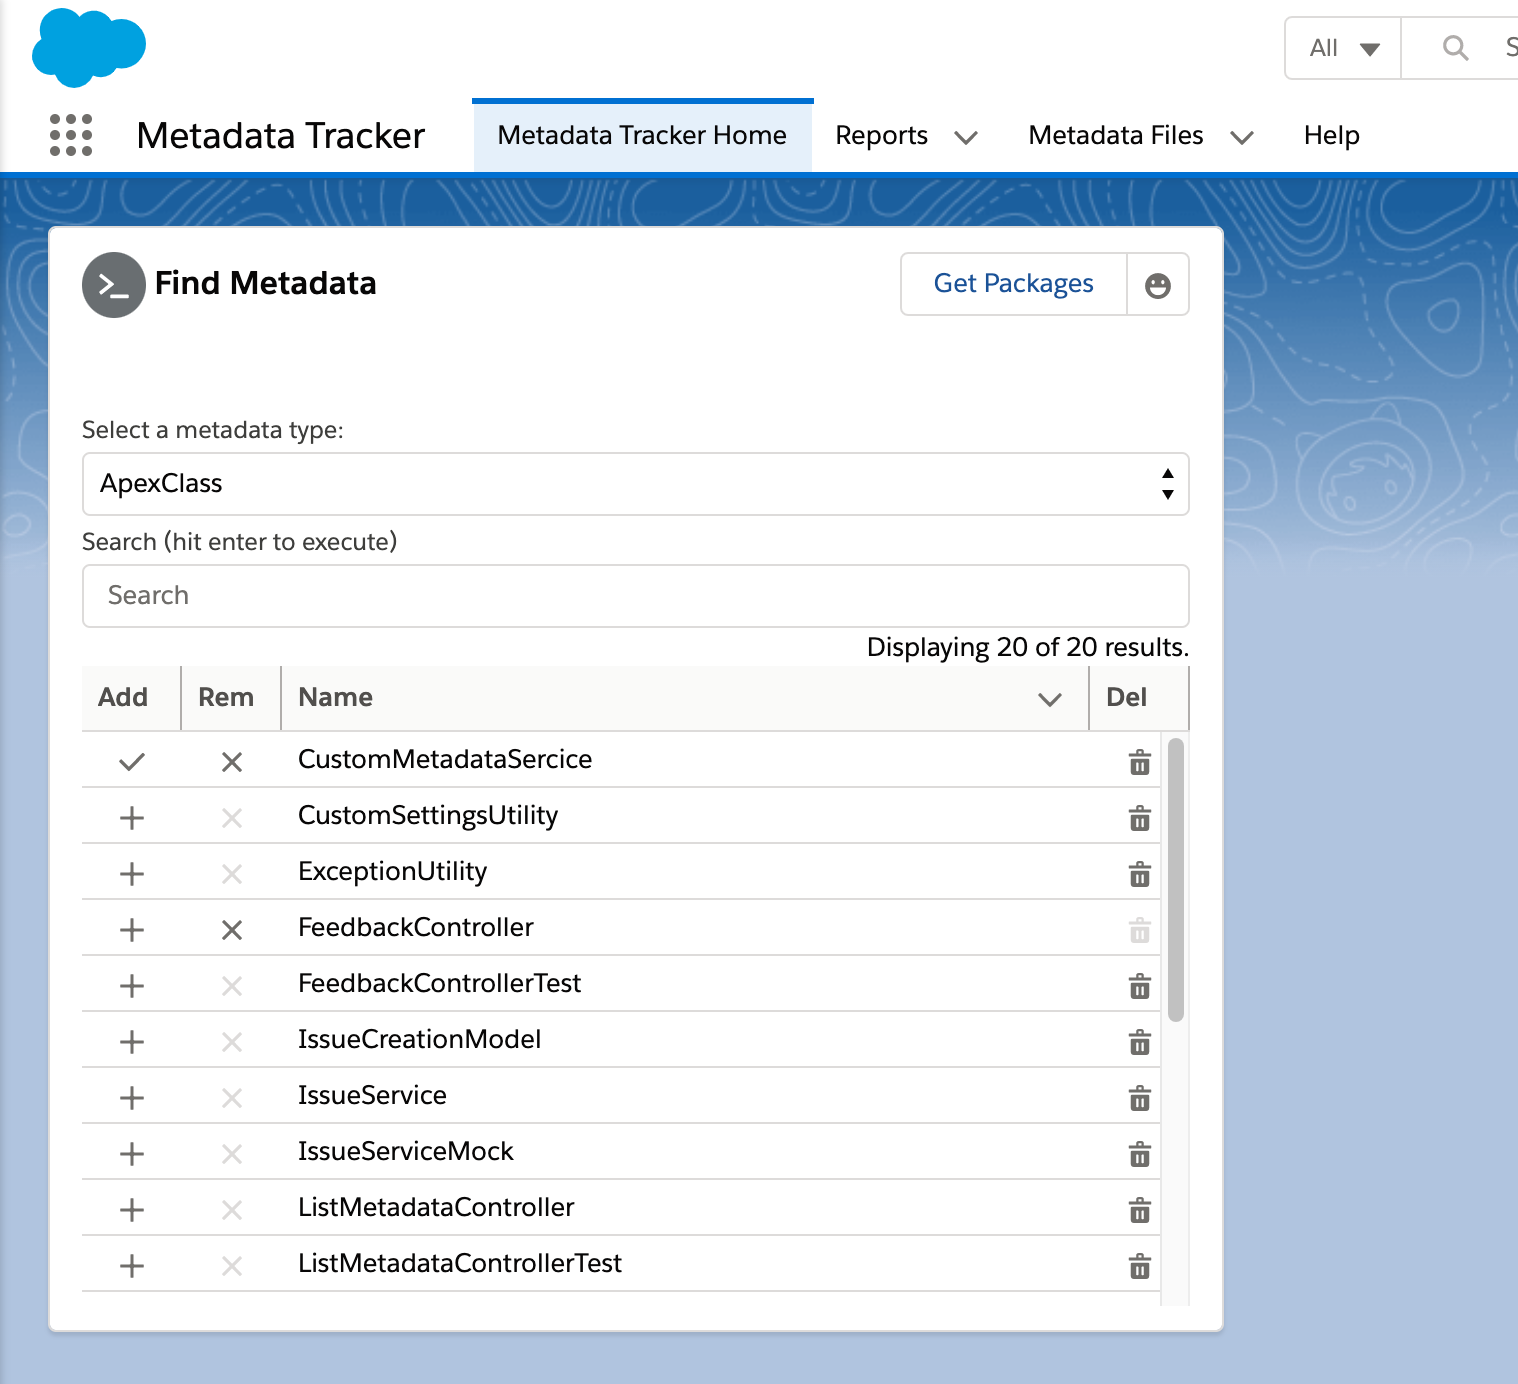 All
S
Metadata Tracker
Metadata Tracker Home
Reports
Metadata Files
Help
Find Metadata
Get Packages
Select a metadata type:
ApexClass
Search (hit enter to execute)
Search
Displaying 20 of 20 results.
Add Rem Name Del
CustomMetadataSercice
CustomSettingsUtility
ExceptionUtility
FeedbackController
FeedbackControllerTest
IssueCreationModel
IssueService
IssueServiceMock
ListMetadataController
ListMetadataControllerTest